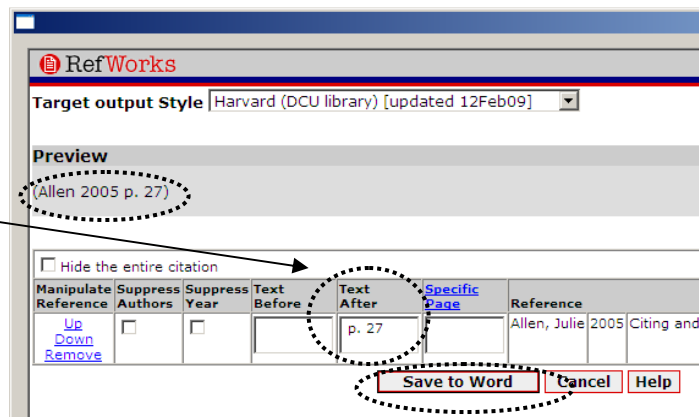 RefWorks
Target output Style Harvard (DCU library) [updated 12Feb09]
Preview
(Allen 2005 p. 27)
Hide the entire citation
Manipulate Reference Suppress Authors Suppress Year Text Before Text After Specific Page Reference
Up Down Remove p. 27 Allen, Julie 2005 Citing and
Save to Word Cancel Help